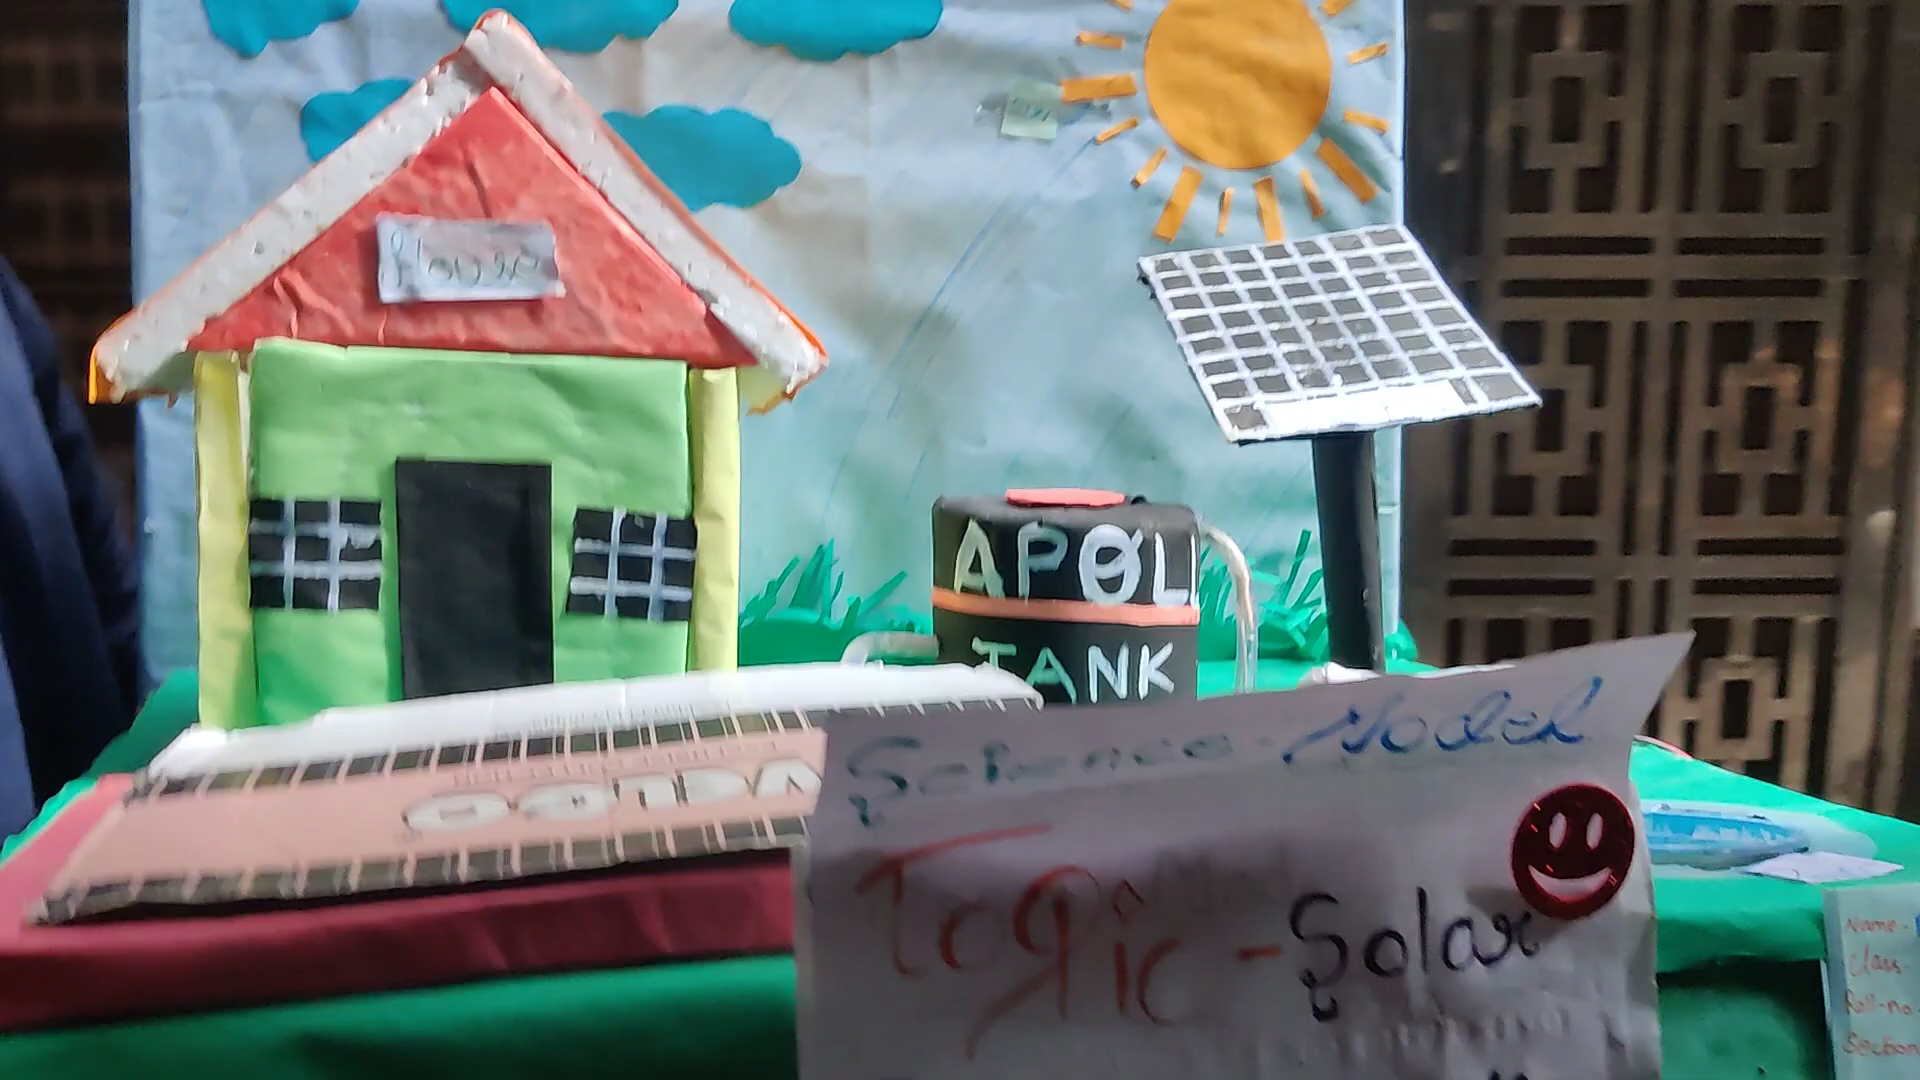 House
APOLL
TANK
Science-Model
Topic-Solar
Name-
Class-
Roll-no
Section